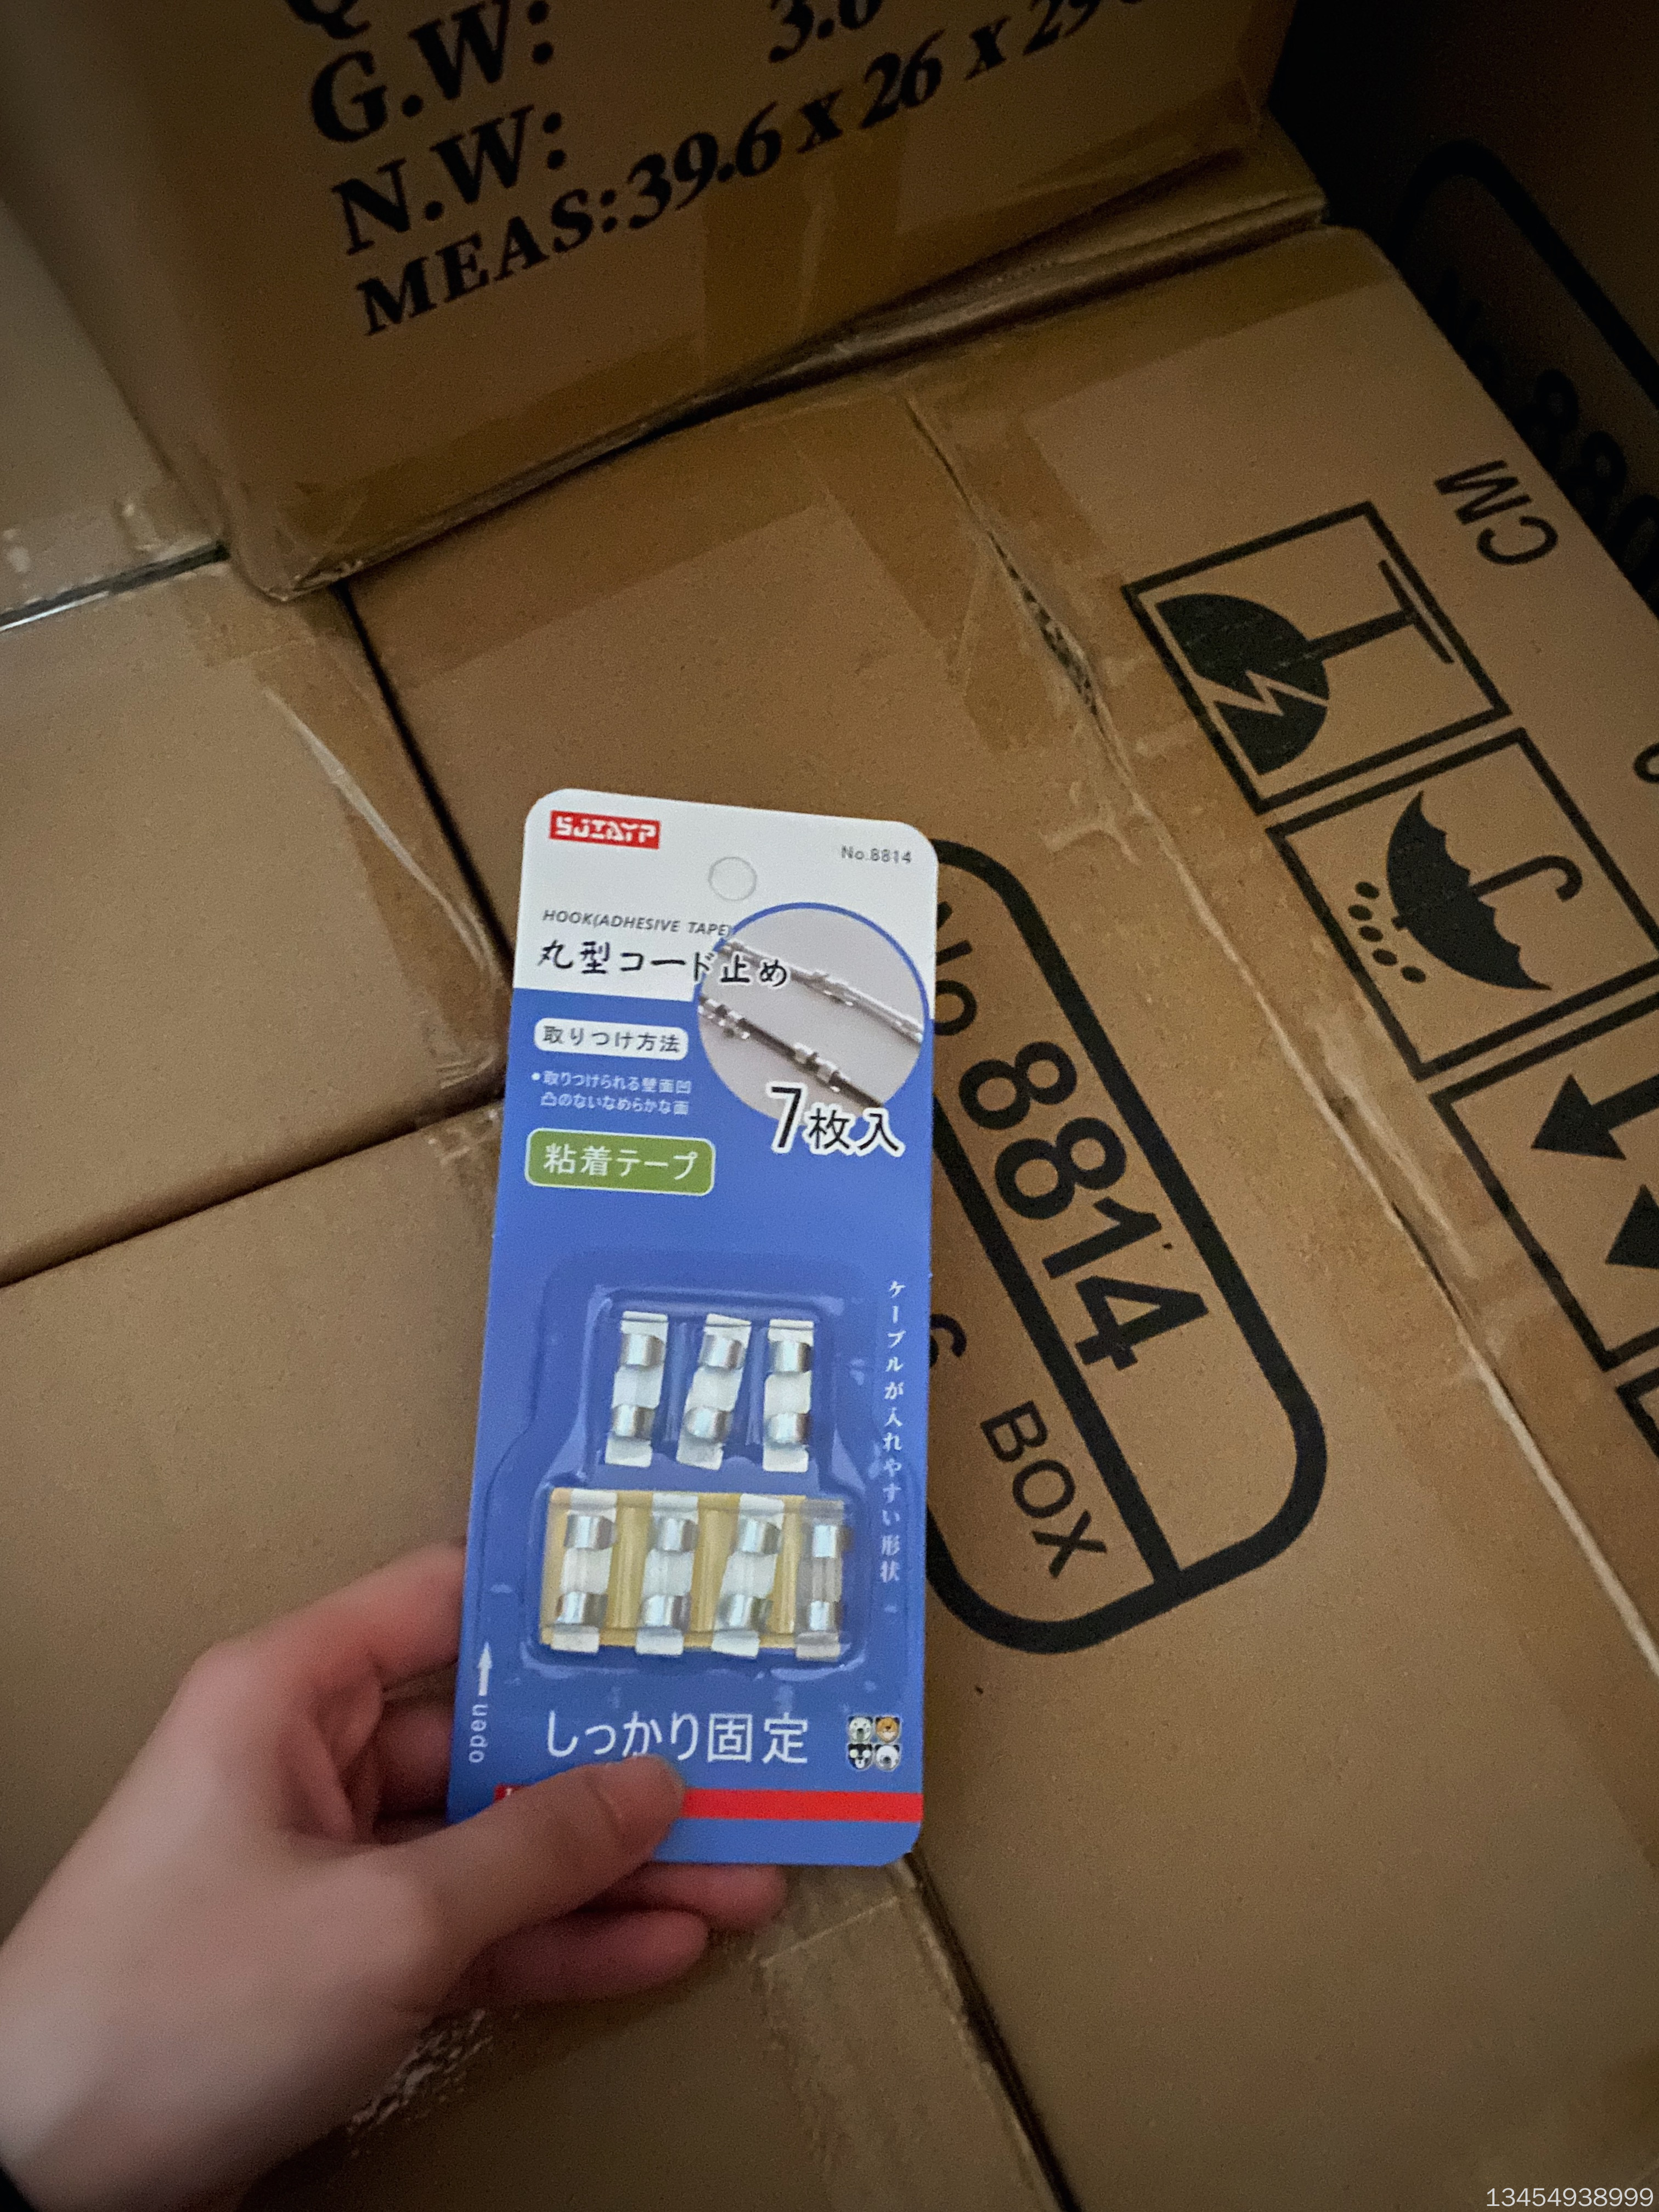 G.W:
N.W:
MEAS:39.6 x 26 x 29
CM
SJIAYP
No.8814
HOOK(ADHESIVE TAPE)
丸型コード止め
取りつけ方法
•取りつけられる壁面凹
凸のないなめらかな面
7枚入
粘着テープ
ケーブルが入れやすい形状
open
しっかり固定
No 8814
BOX
13454938999